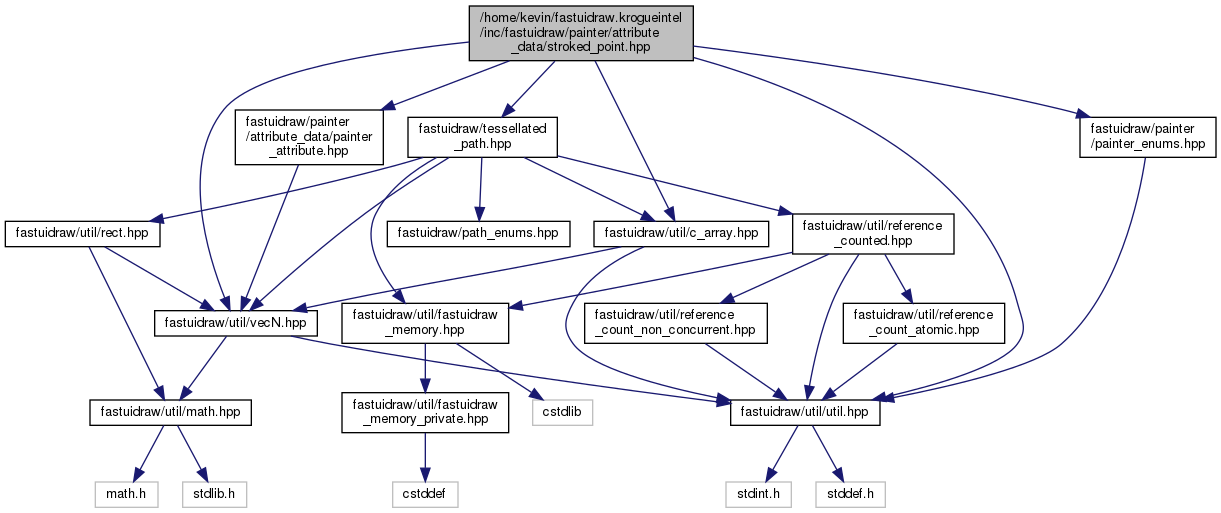 /home/kevin/fastuidraw.krogueintel
/inc/fastuidraw/painter/attribute
_data/stroked_point.hpp
fastuidraw/painter
/attribute_data/painter
_attribute.hpp
fastuidraw/tessellated
_path.hpp
fastuidraw/painter
/painter_enums.hpp
fastuidraw/util/rect.hpp
fastuidraw/path_enums.hpp
fastuidraw/util/c_array.hpp
fastuidraw/util/reference
_counted.hpp
fastuidraw/util/vecN.hpp
fastuidraw/util/fastuidraw
_memory.hpp
fastuidraw/util/reference
_count_non_concurrent.hpp
fastuidraw/util/reference
_count_atomic.hpp
fastuidraw/util/math.hpp
fastuidraw/util/fastuidraw
_memory_private.hpp
cstdlib
fastuidraw/util/util.hpp
math.h
stdlib.h
cstddef
stdint.h
stddef.h